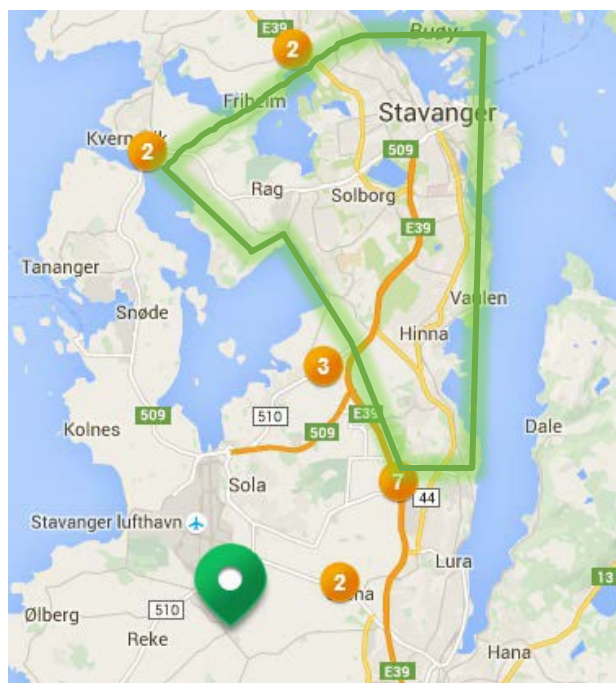 E39
2
Buøy
Friheim
Stavanger
2
509
Rag
Solborg
E39
Tananger
Snøde
Vaulen
Hinna
3
509
510
E39
Kolnes
509
Dale
Sola
7
44
Stavanger lufthavn
Lura
2
13
Ølberg
510
Reke
Hana
E39